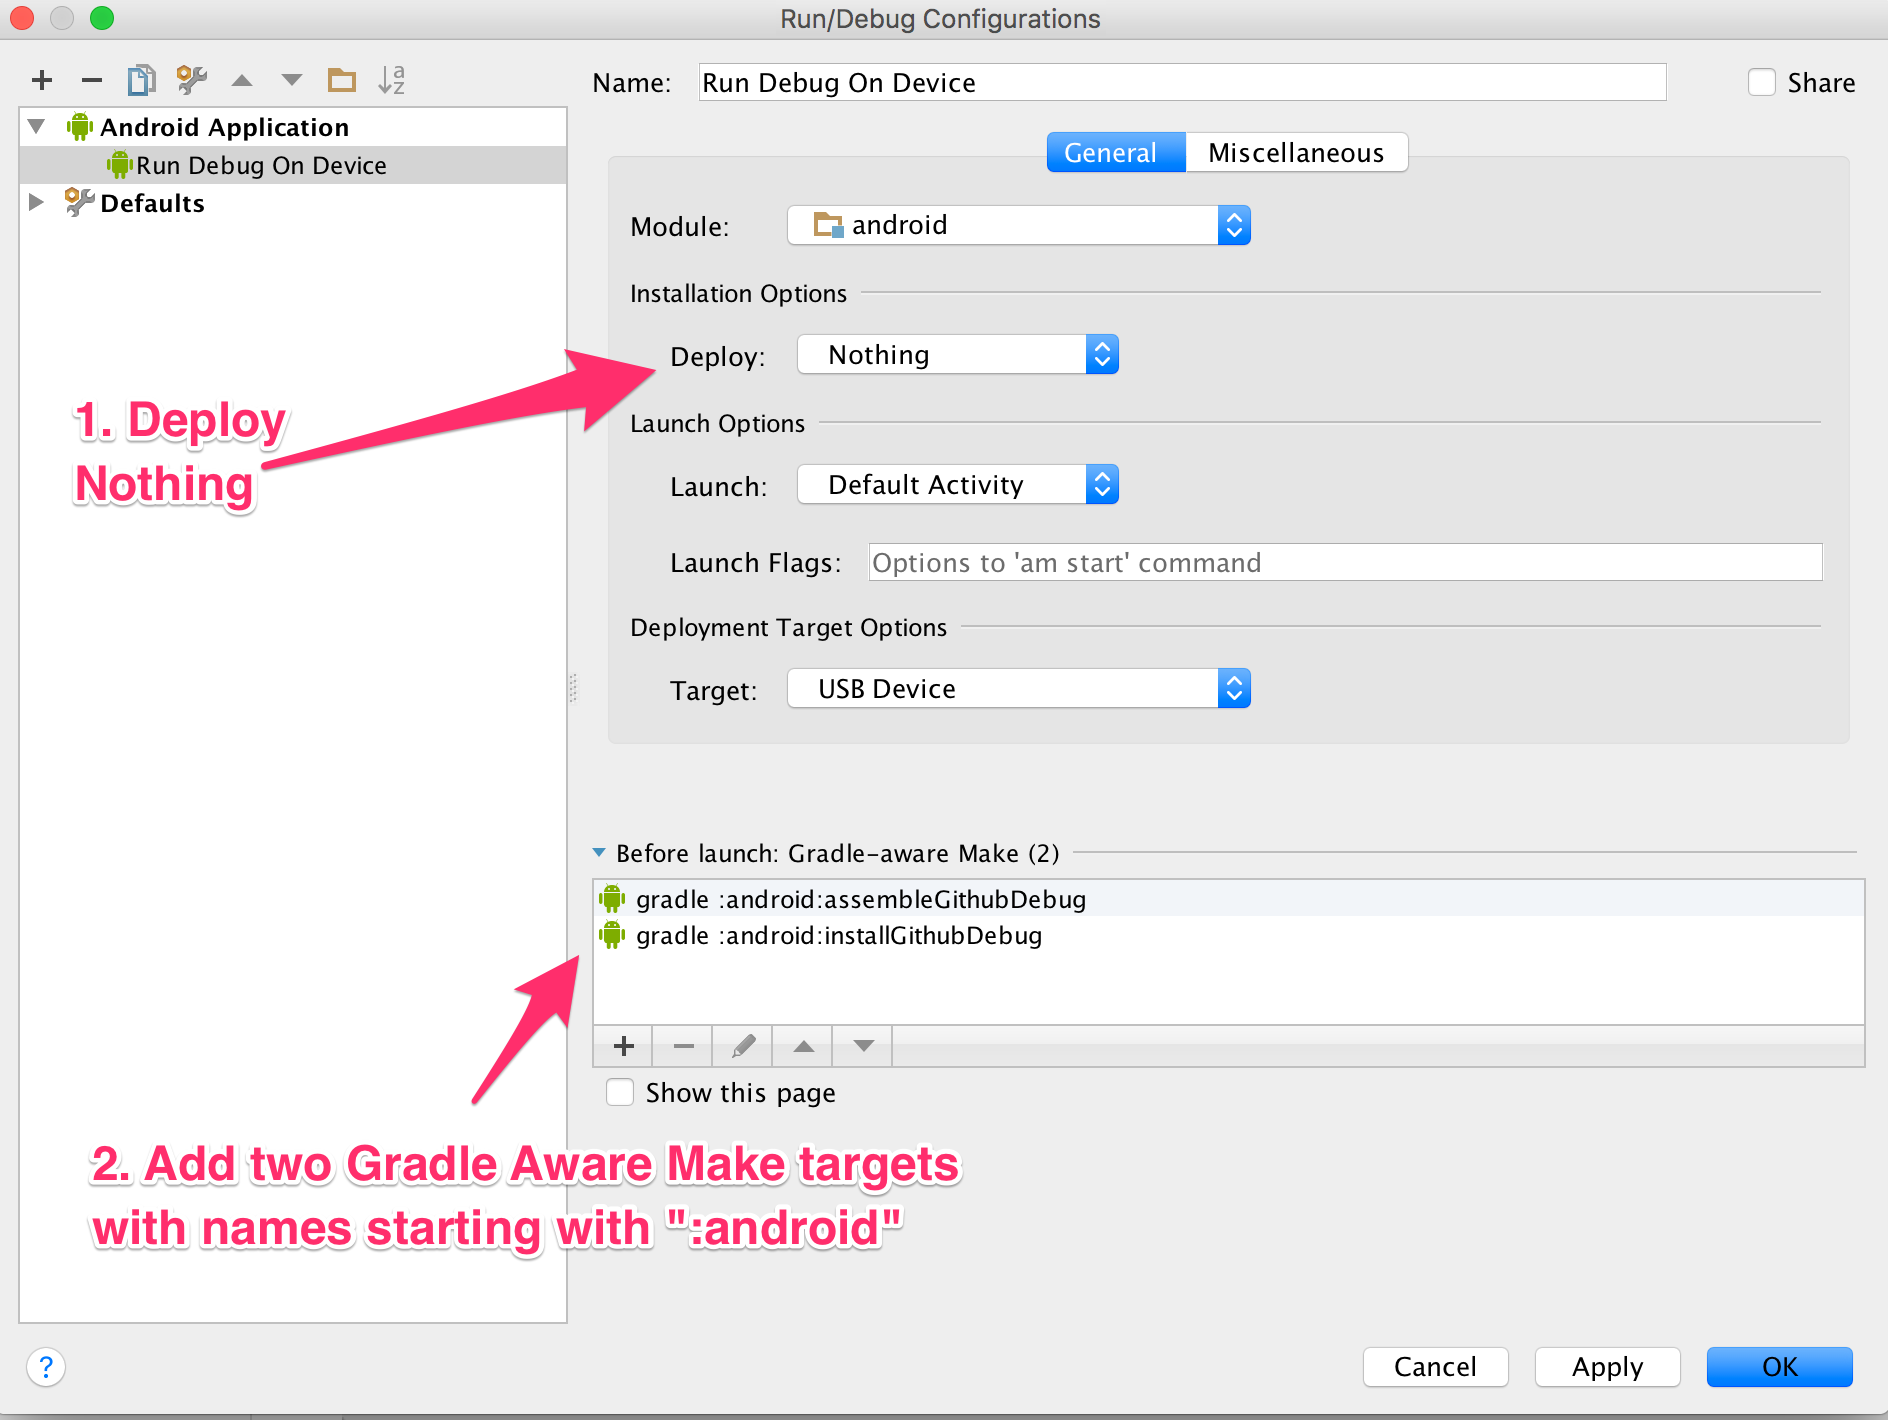 Run/Debug Configurations
a
z
Name: Run Debug On Device Share
Android Application
Run Debug On Device
Defaults
General Miscellaneous
Module: android
Installation Options
Deploy: Nothing
1. Deploy
Nothing
Launch Options
Launch: Default Activity
Launch Flags: Options to 'am start' command
Deployment Target Options
Target: USB Device
Before launch: Gradle-aware Make (2)
gradle :android:assembleGithubDebug
gradle :android:installGithubDebug
Show this page
2. Add two Gradle Aware Make targets
with names starting with ":android"
? Cancel Apply OK